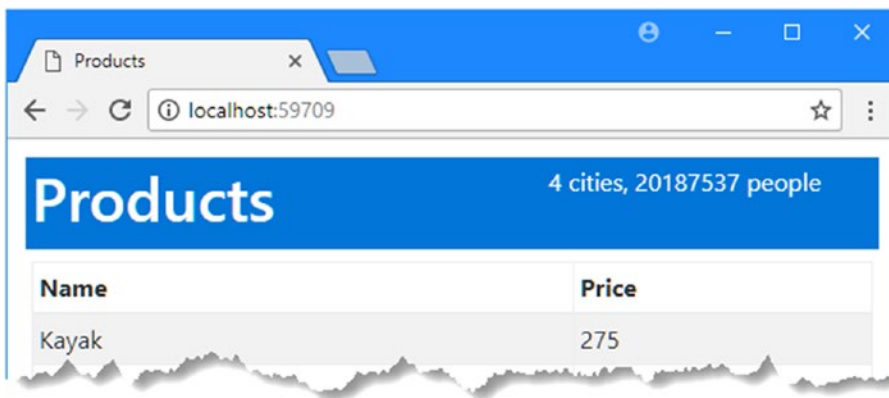 Products
localhost:59709
Products
4 cities, 20187537 people
Name Price
Kayak 275